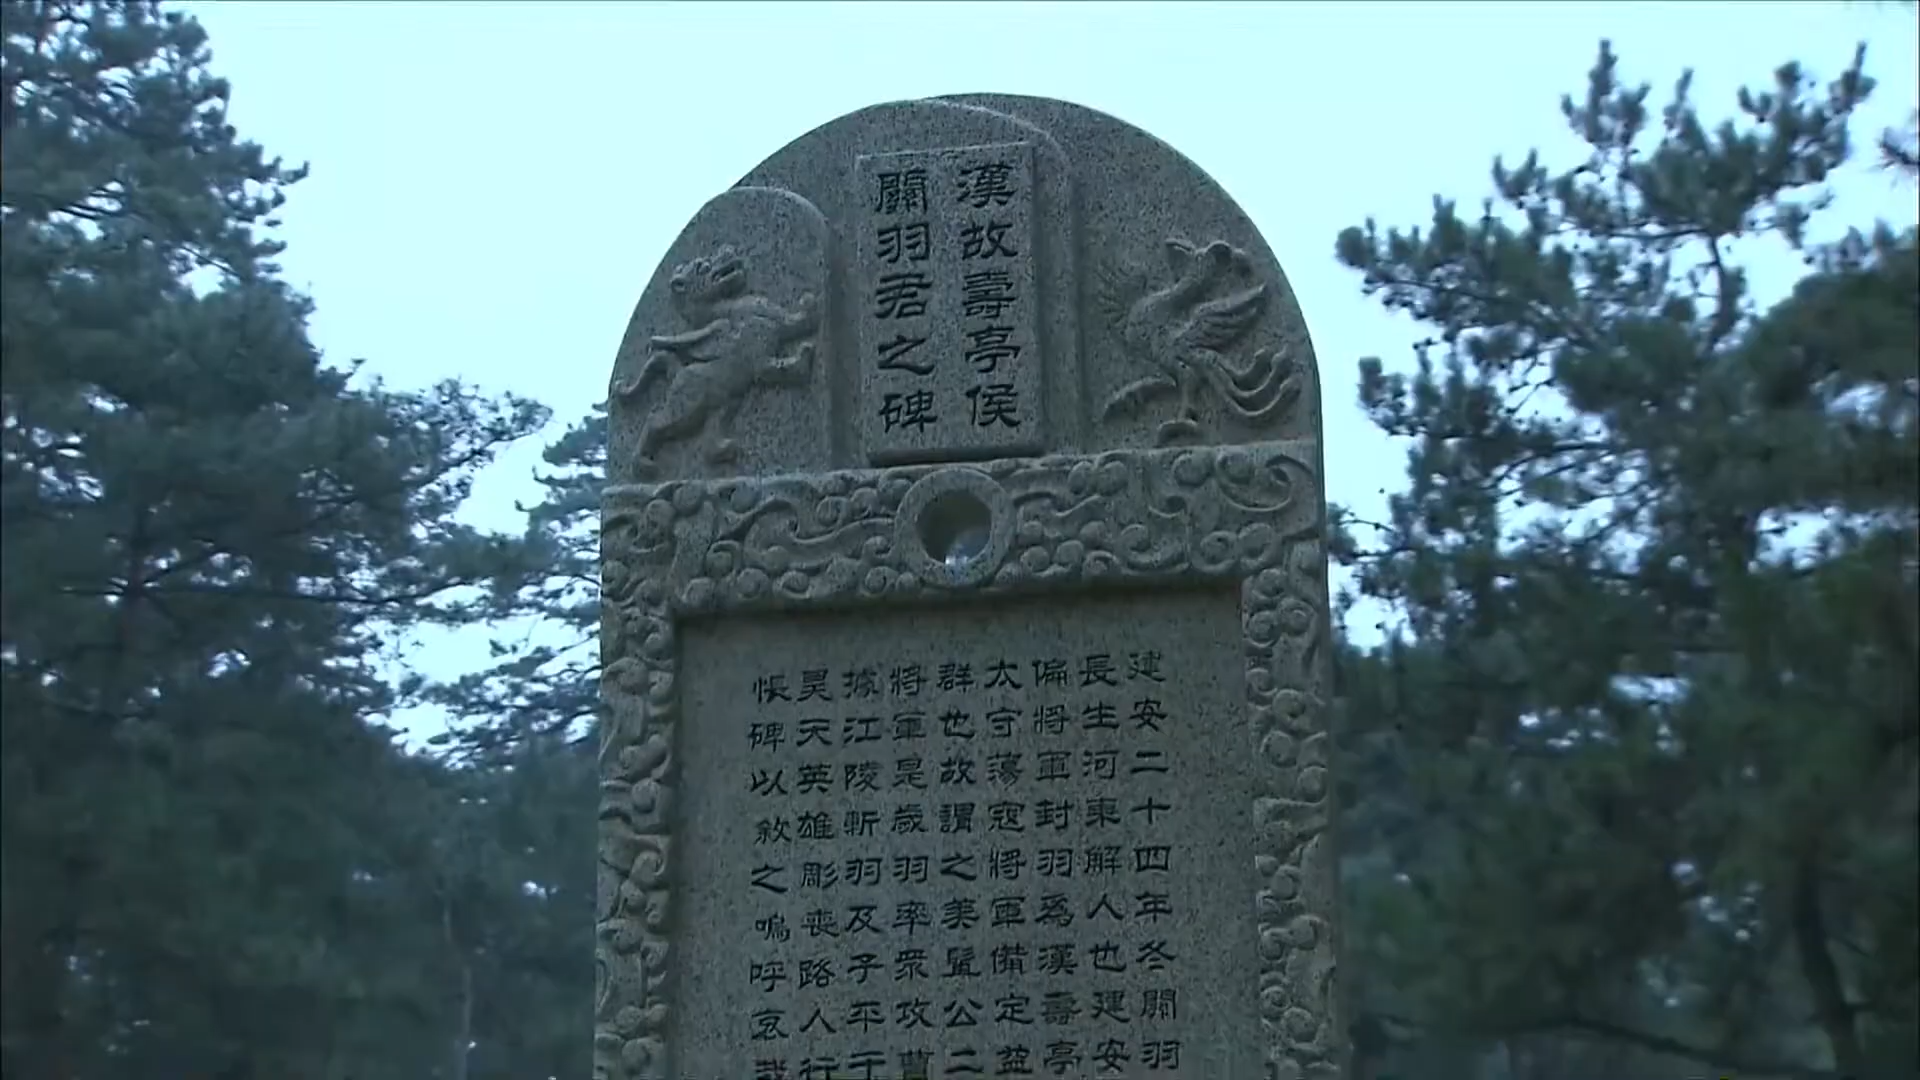 漢故壽亭侯
關羽君之碑
建安二十四年冬關羽
長生河東解人也建安
偏將軍封羽爲漢壽亭
太守蕩寇將軍備定益
群也故謂之美髯公二
將軍是歲羽率眾攻曹
據江陵斬羽及子平于
昊天英雄彫喪路人行
悵碑以敘之嗚呼哀哉